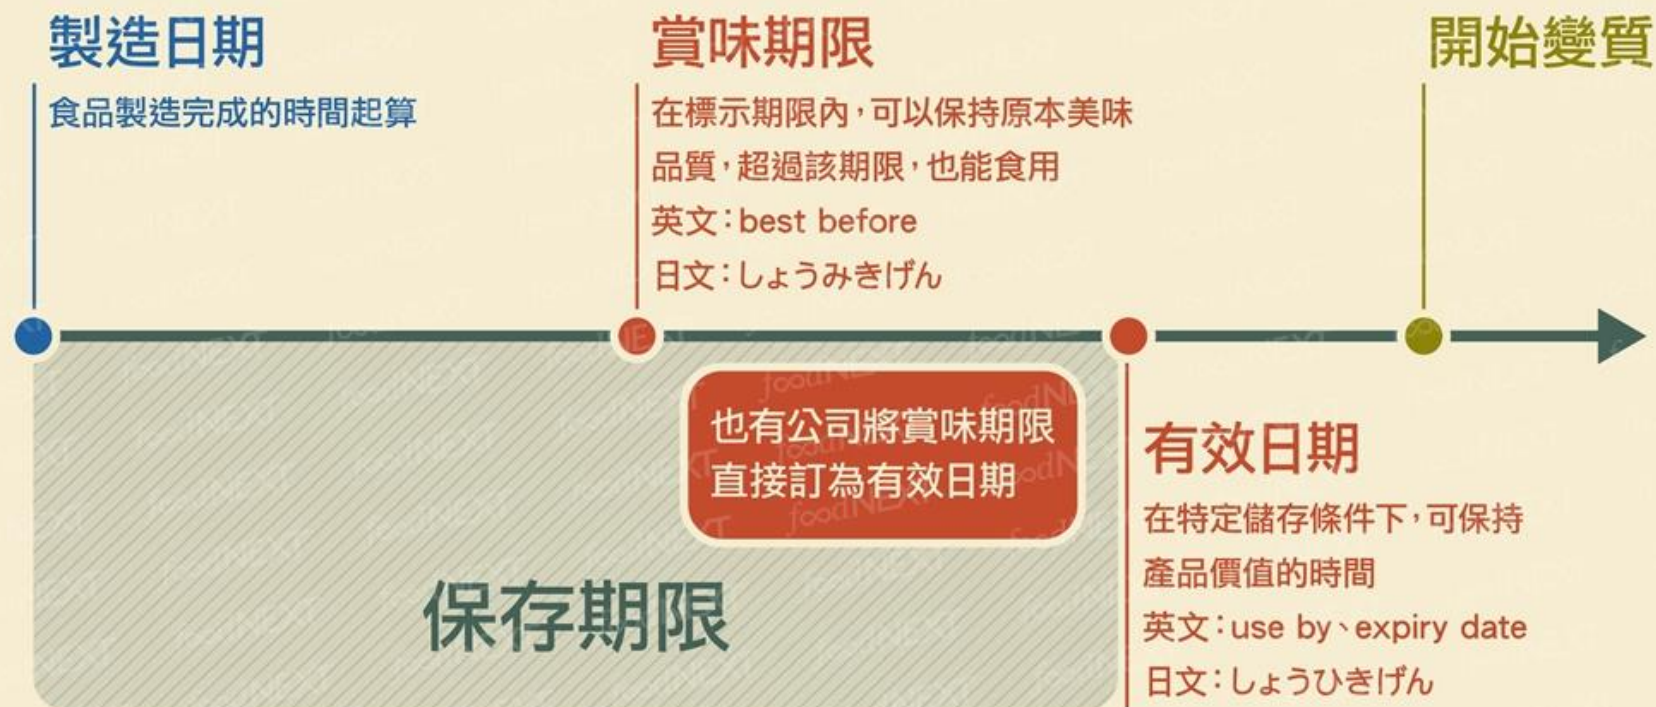 製造日期
食品製造完成的時間起算
賞味期限
在標示期限內，可以保持原本美味
品質，超過該期限，也能食用
英文：best before
日文：しょうみきげん
開始變質
也有公司將賞味期限
直接訂為有效日期
保存期限
有效日期
在特定儲存條件下，可保持
產品價值的時間
英文：use by、expiry date
日文：しょうひきげん
foodNEXT